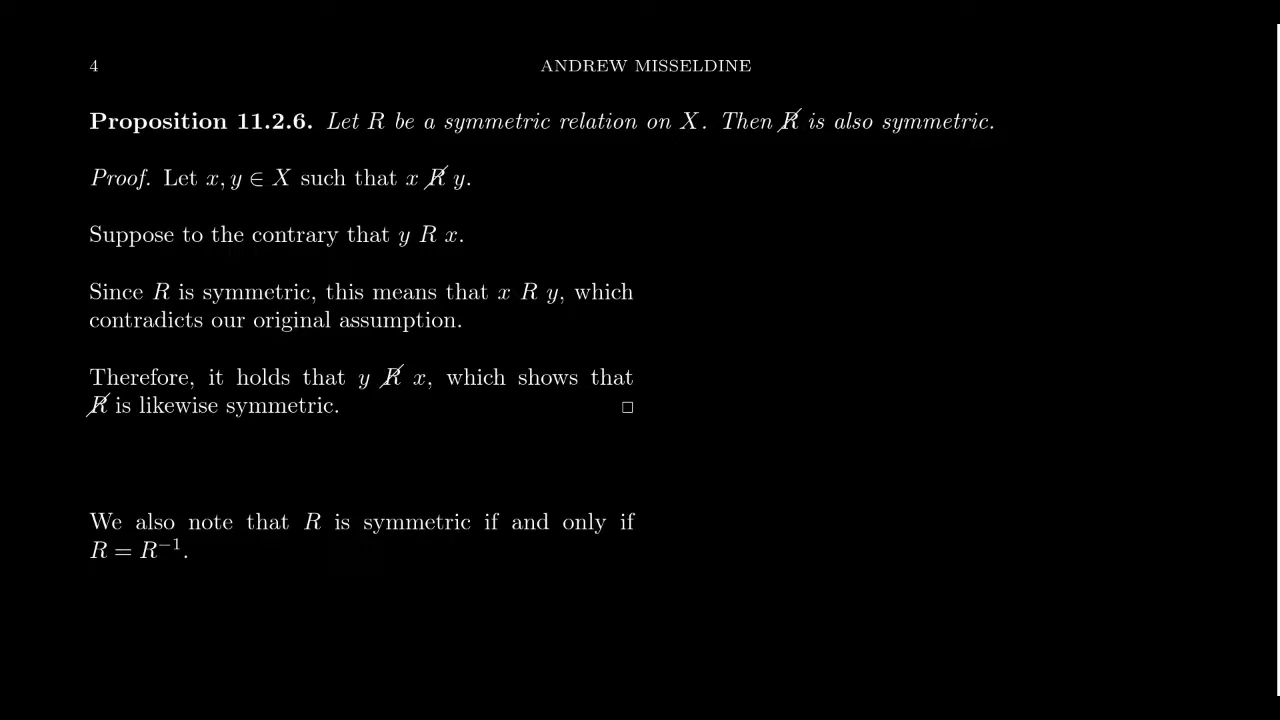 4 ANDREW MISSELDINE
Proposition 11.2.6. Let R be a symmetric relation on X. Then R̸ is also symmetric.
Proof. Let x, y ∈ X such that x R̸ y.
Suppose to the contrary that y R x.
Since R is symmetric, this means that x R y, which
contradicts our original assumption.
Therefore, it holds that y R̸ x, which shows that
R̸ is likewise symmetric. □
We also note that R is symmetric if and only if
R = R⁻¹.